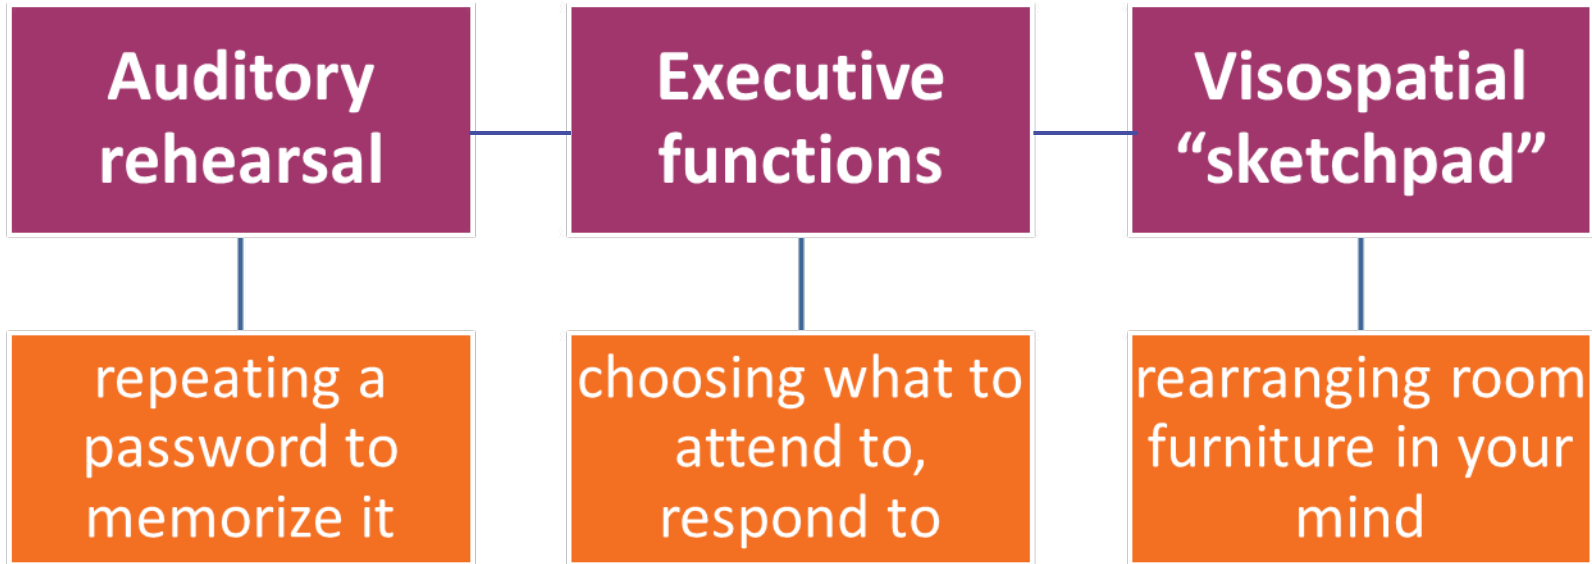 Auditory
rehearsal
Executive
functions
Visospatial
“sketchpad”
repeating a
password to
memorize it
choosing what to
attend to,
respond to
rearranging room
furniture in your
mind